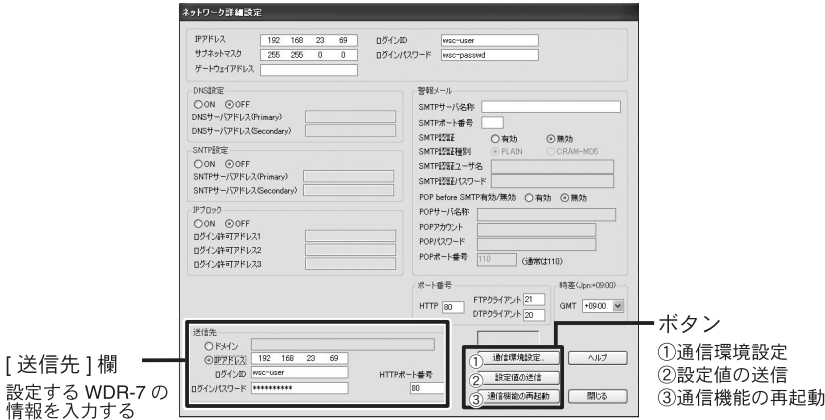 ネットワーク詳細設定
IPアドレス 192 168 23 69 ログインID wsc-user
サブネットマスク 255 255 0 0 ログインパスワード wsc-passwd
ゲートウェイアドレス
DNS設定
ON OFF
DNSサーバアドレス(Primary)
DNSサーバアドレス(Secondary)
SNTP設定
ON OFF
SNTPサーバアドレス(Primary)
SNTPサーバアドレス(Secondary)
IPブロック
ON OFF
ログイン許可アドレス1
ログイン許可アドレス2
ログイン許可アドレス3
警報メール
SMTPサーバ名称
SMTPポート番号
SMTP認証 有効 無効
SMTP認証種別 PLAIN CRAM-MD5
SMTP認証ユーザ名
SMTP認証パスワード
POP before SMTP有効/無効 有効 無効
POPサーバ名称
POPアカウント
POPパスワード
POPポート番号 110 (通常は110)
ポート番号
HTTP 80 FTPクライアント 21
DTPクライアント 20
時差(Jpn:+09:00)
GMT +09:00
送信先
ドメイン
IPアドレス 192 168 23 69
ログインID wsc-user HTTPポート番号
ログインパスワード ********* 80
① 通信環境設定.. ヘルプ
② 設定値の送信
③ 通信機能の再起動 閉じる
[送信先]欄
設定する WDR-7 の
情報を入力する
ボタン
①通信環境設定
②設定値の送信
③通信機能の再起動